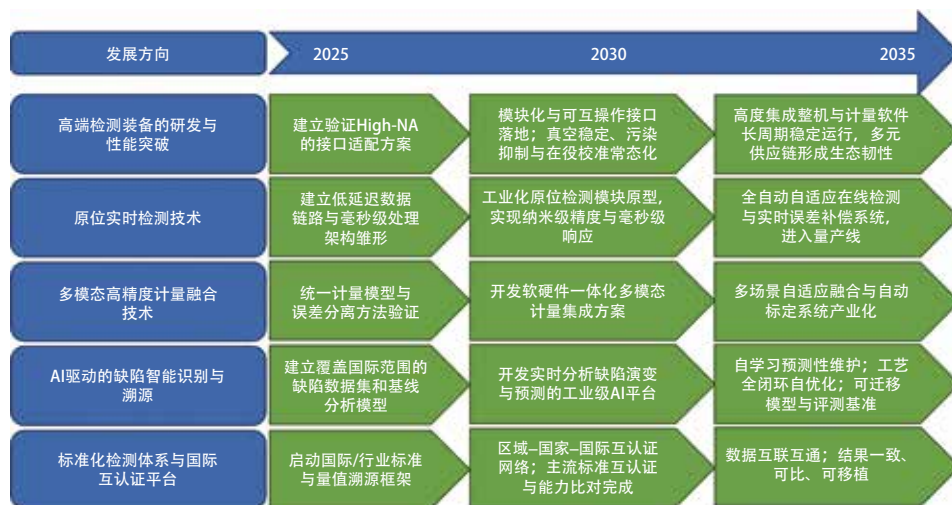 发展方向
2025
2030
2035
高端检测装备的研发与
性能突破
建立验证High-NA
的接口适配方案
模块化与可互操作接口
落地；真空稳定、污染
抑制与在役校准常态化
高度集成整机与计量软件
长周期稳定运行，多元
供应链形成生态韧性
原位实时检测技术
建立低延迟数据
链路与毫秒级处理
架构雏形
工业化原位检测模块原型，
实现纳米级精度与毫秒级
响应
全自动自适应在线检测
与实时误差补偿系统，
进入量产线
多模态高精度计量融合
技术
统一计量模型与
误差分离方法验证
开发软硬件一体化多模态
计量集成方案
多场景自适应融合与自动
标定系统产业化
AI驱动的缺陷智能识别与
溯源
建立覆盖国际范围的
缺陷数据集和基线
分析模型
开发实时分析缺陷演变
与预测的工业级AI平台
自学习预测性维护；工艺
全闭环自优化；可迁移
模型与评测基准
标准化检测体系与国际
互认证平台
启动国际/行业标准
与量值溯源框架
区域–国家–国际互认证
网络；主流标准互认证
与能力比对完成
数据互联互通；结果一致、
可比、可移植